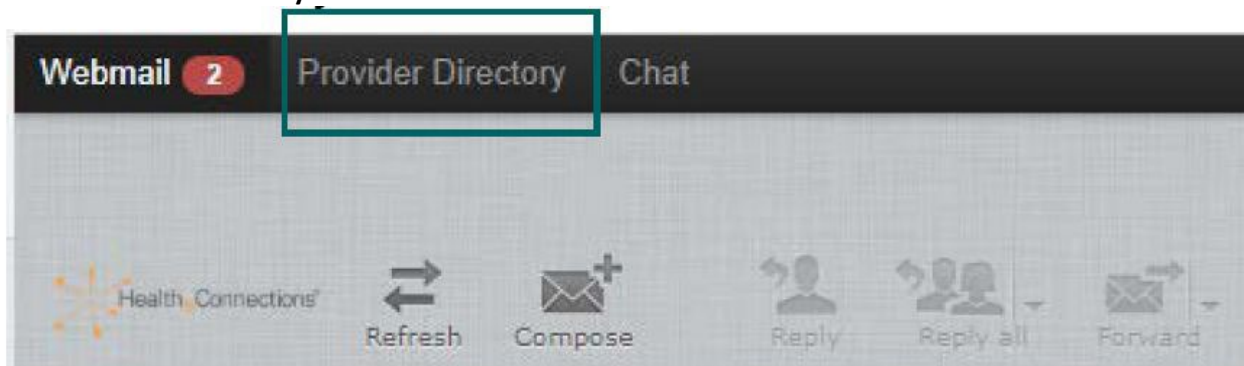 Webmail 2 Provider Directory Chat
Health Connections
Refresh Compose Reply Reply all Forward